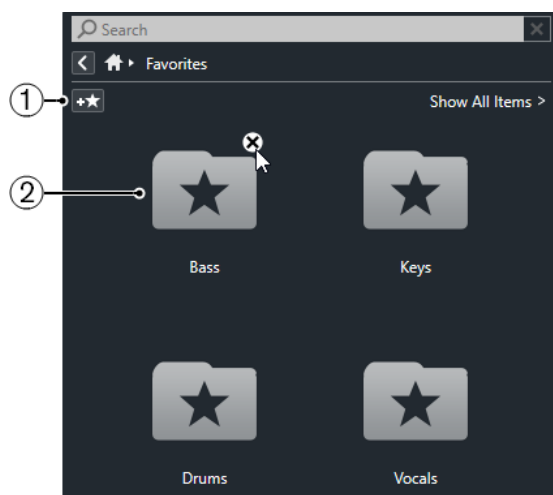 Search
Favorites
1
Show All Items >
2
Bass
Keys
Drums
Vocals